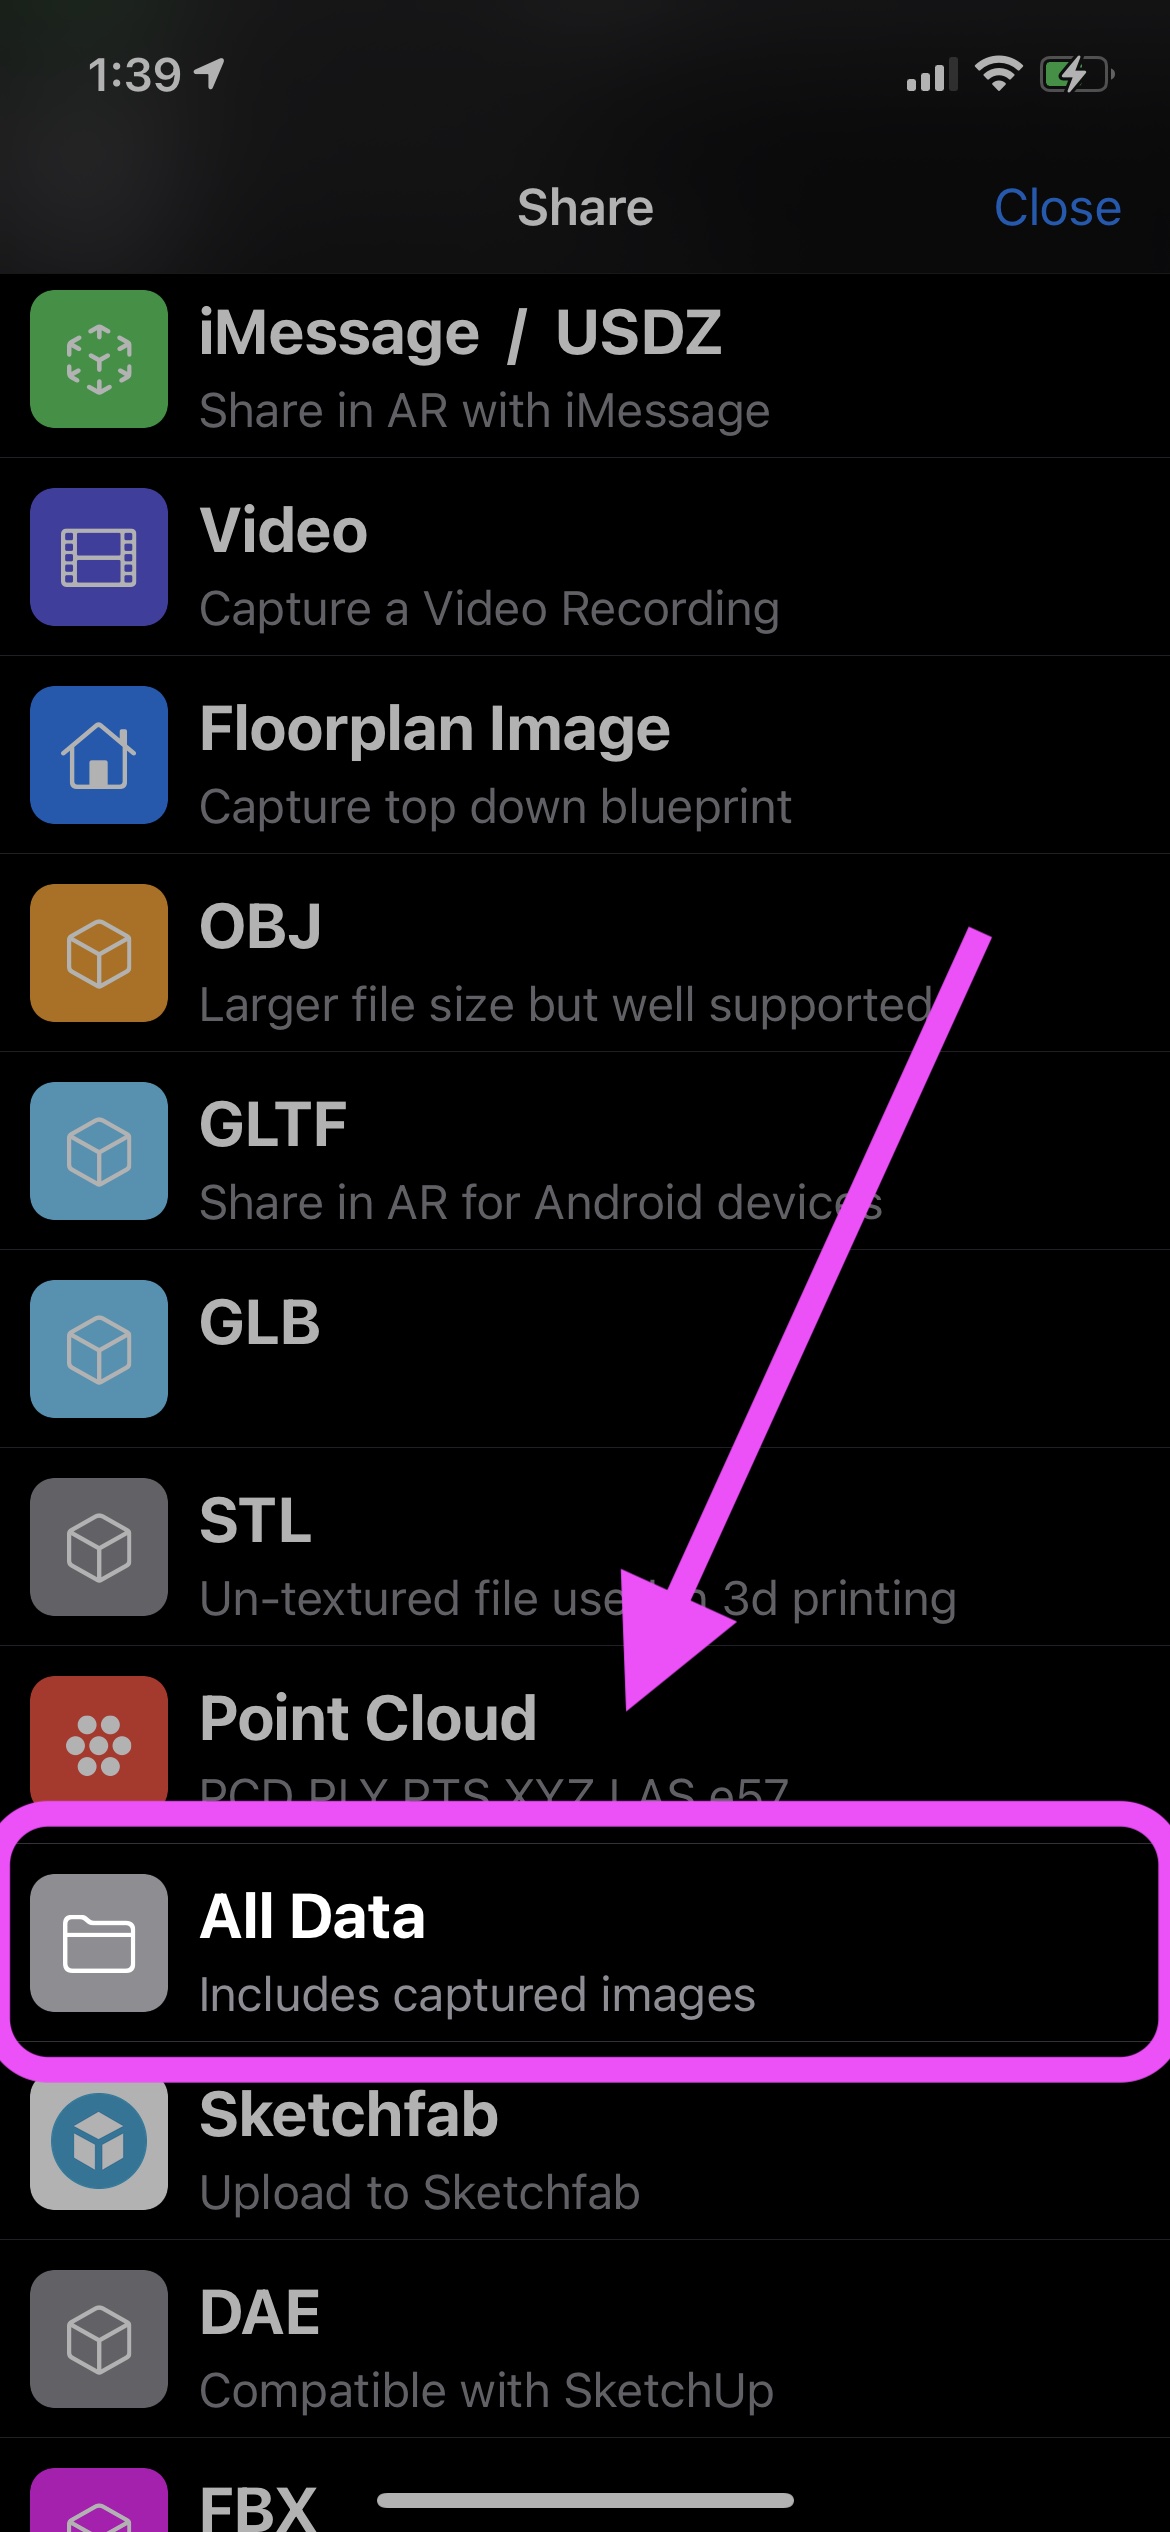 1:39
Share
Close
iMessage / USDZ
Share in AR with iMessage
Video
Capture a Video Recording
Floorplan Image
Capture top down blueprint
OBJ
Larger file size but well supported
GLTF
Share in AR for Android devices
GLB
STL
Un-textured file used in 3d printing
Point Cloud
PCD PLY PTS XYZ LAS e57
All Data
Includes captured images
Sketchfab
Upload to Sketchfab
DAE
Compatible with SketchUp
FBX